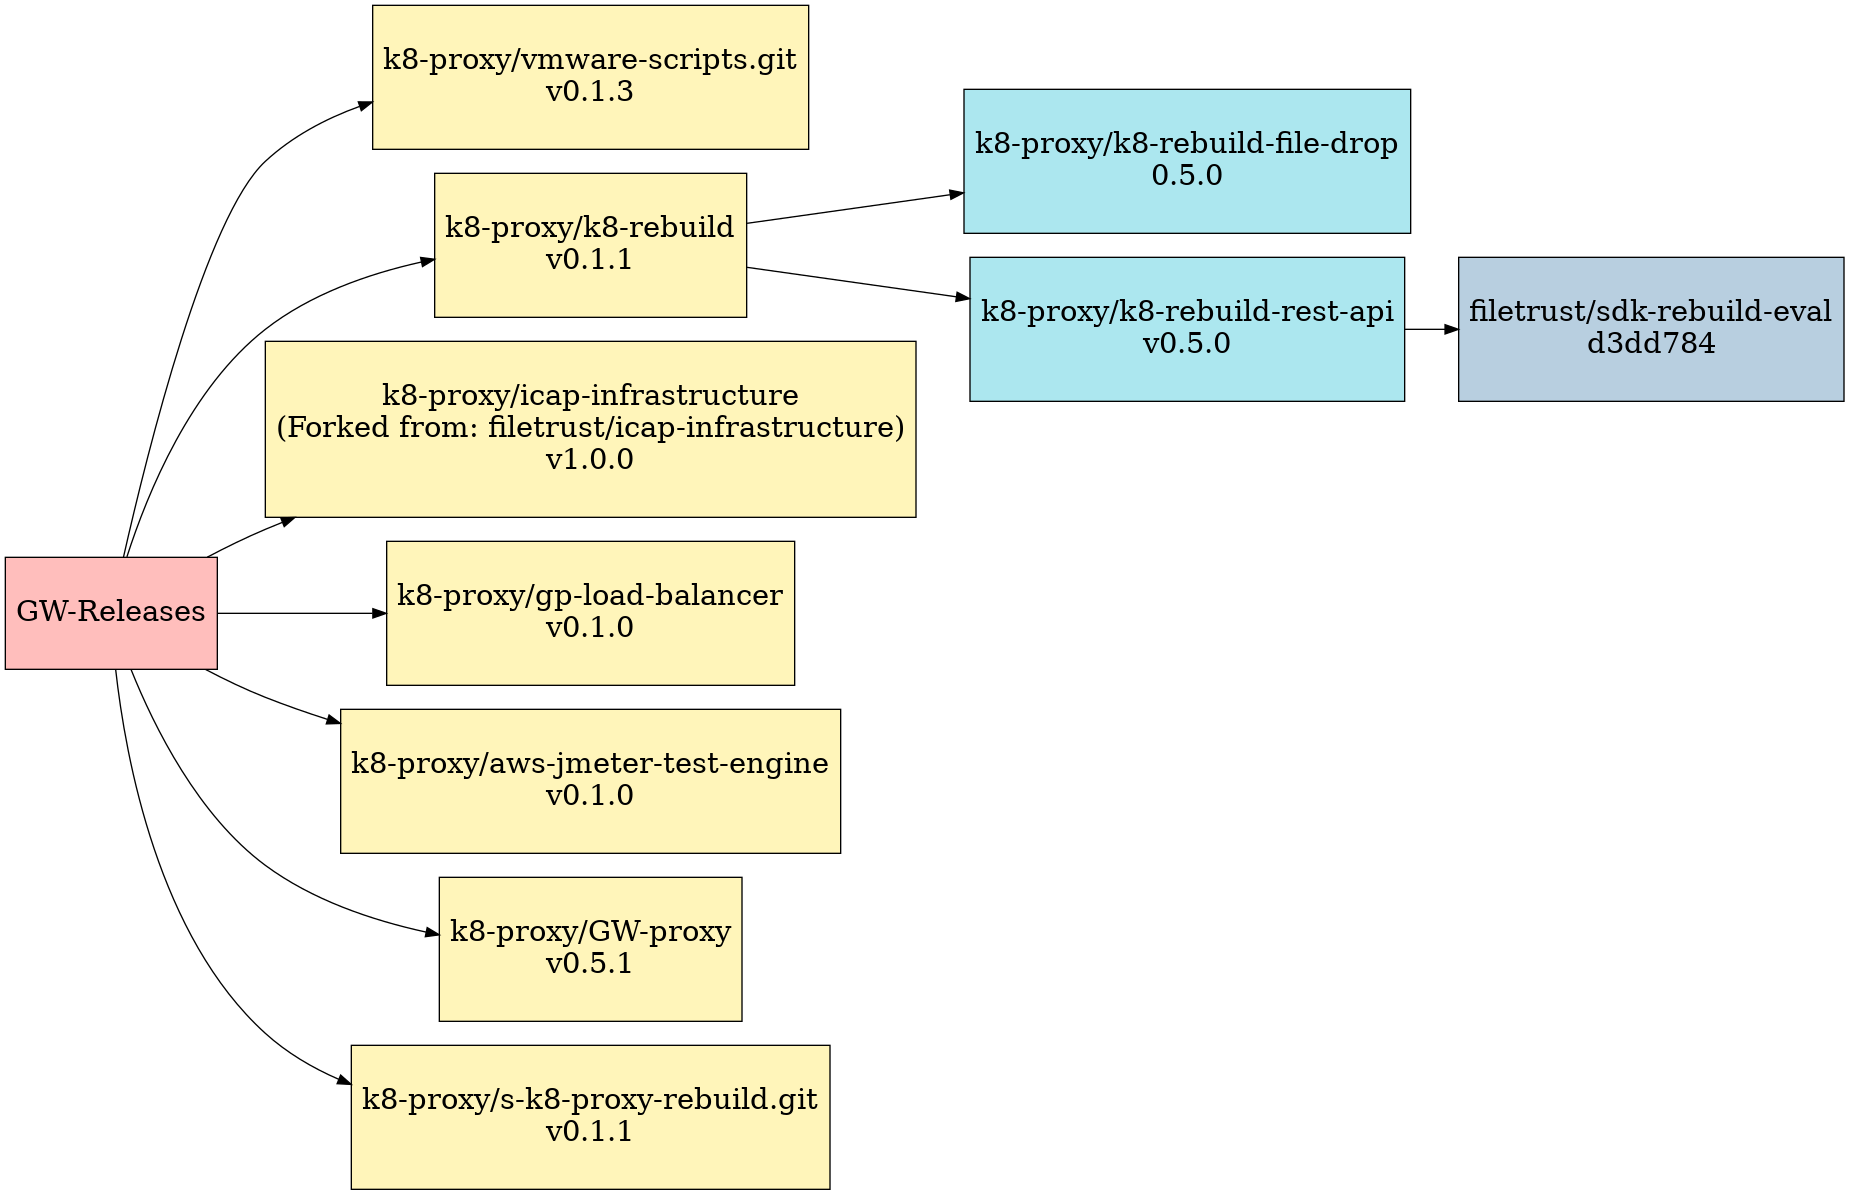 k8-proxy/vmware-scripts.git
v0.1.3
k8-proxy/k8-rebuild-file-drop
0.5.0
k8-proxy/k8-rebuild
v0.1.1
k8-proxy/k8-rebuild-rest-api
v0.5.0
filetrust/sdk-rebuild-eval
d3dd784
k8-proxy/icap-infrastructure
(Forked from: filetrust/icap-infrastructure)
v1.0.0
GW-Releases
k8-proxy/gp-load-balancer
v0.1.0
k8-proxy/aws-jmeter-test-engine
v0.1.0
k8-proxy/GW-proxy
v0.5.1
k8-proxy/s-k8-proxy-rebuild.git
v0.1.1